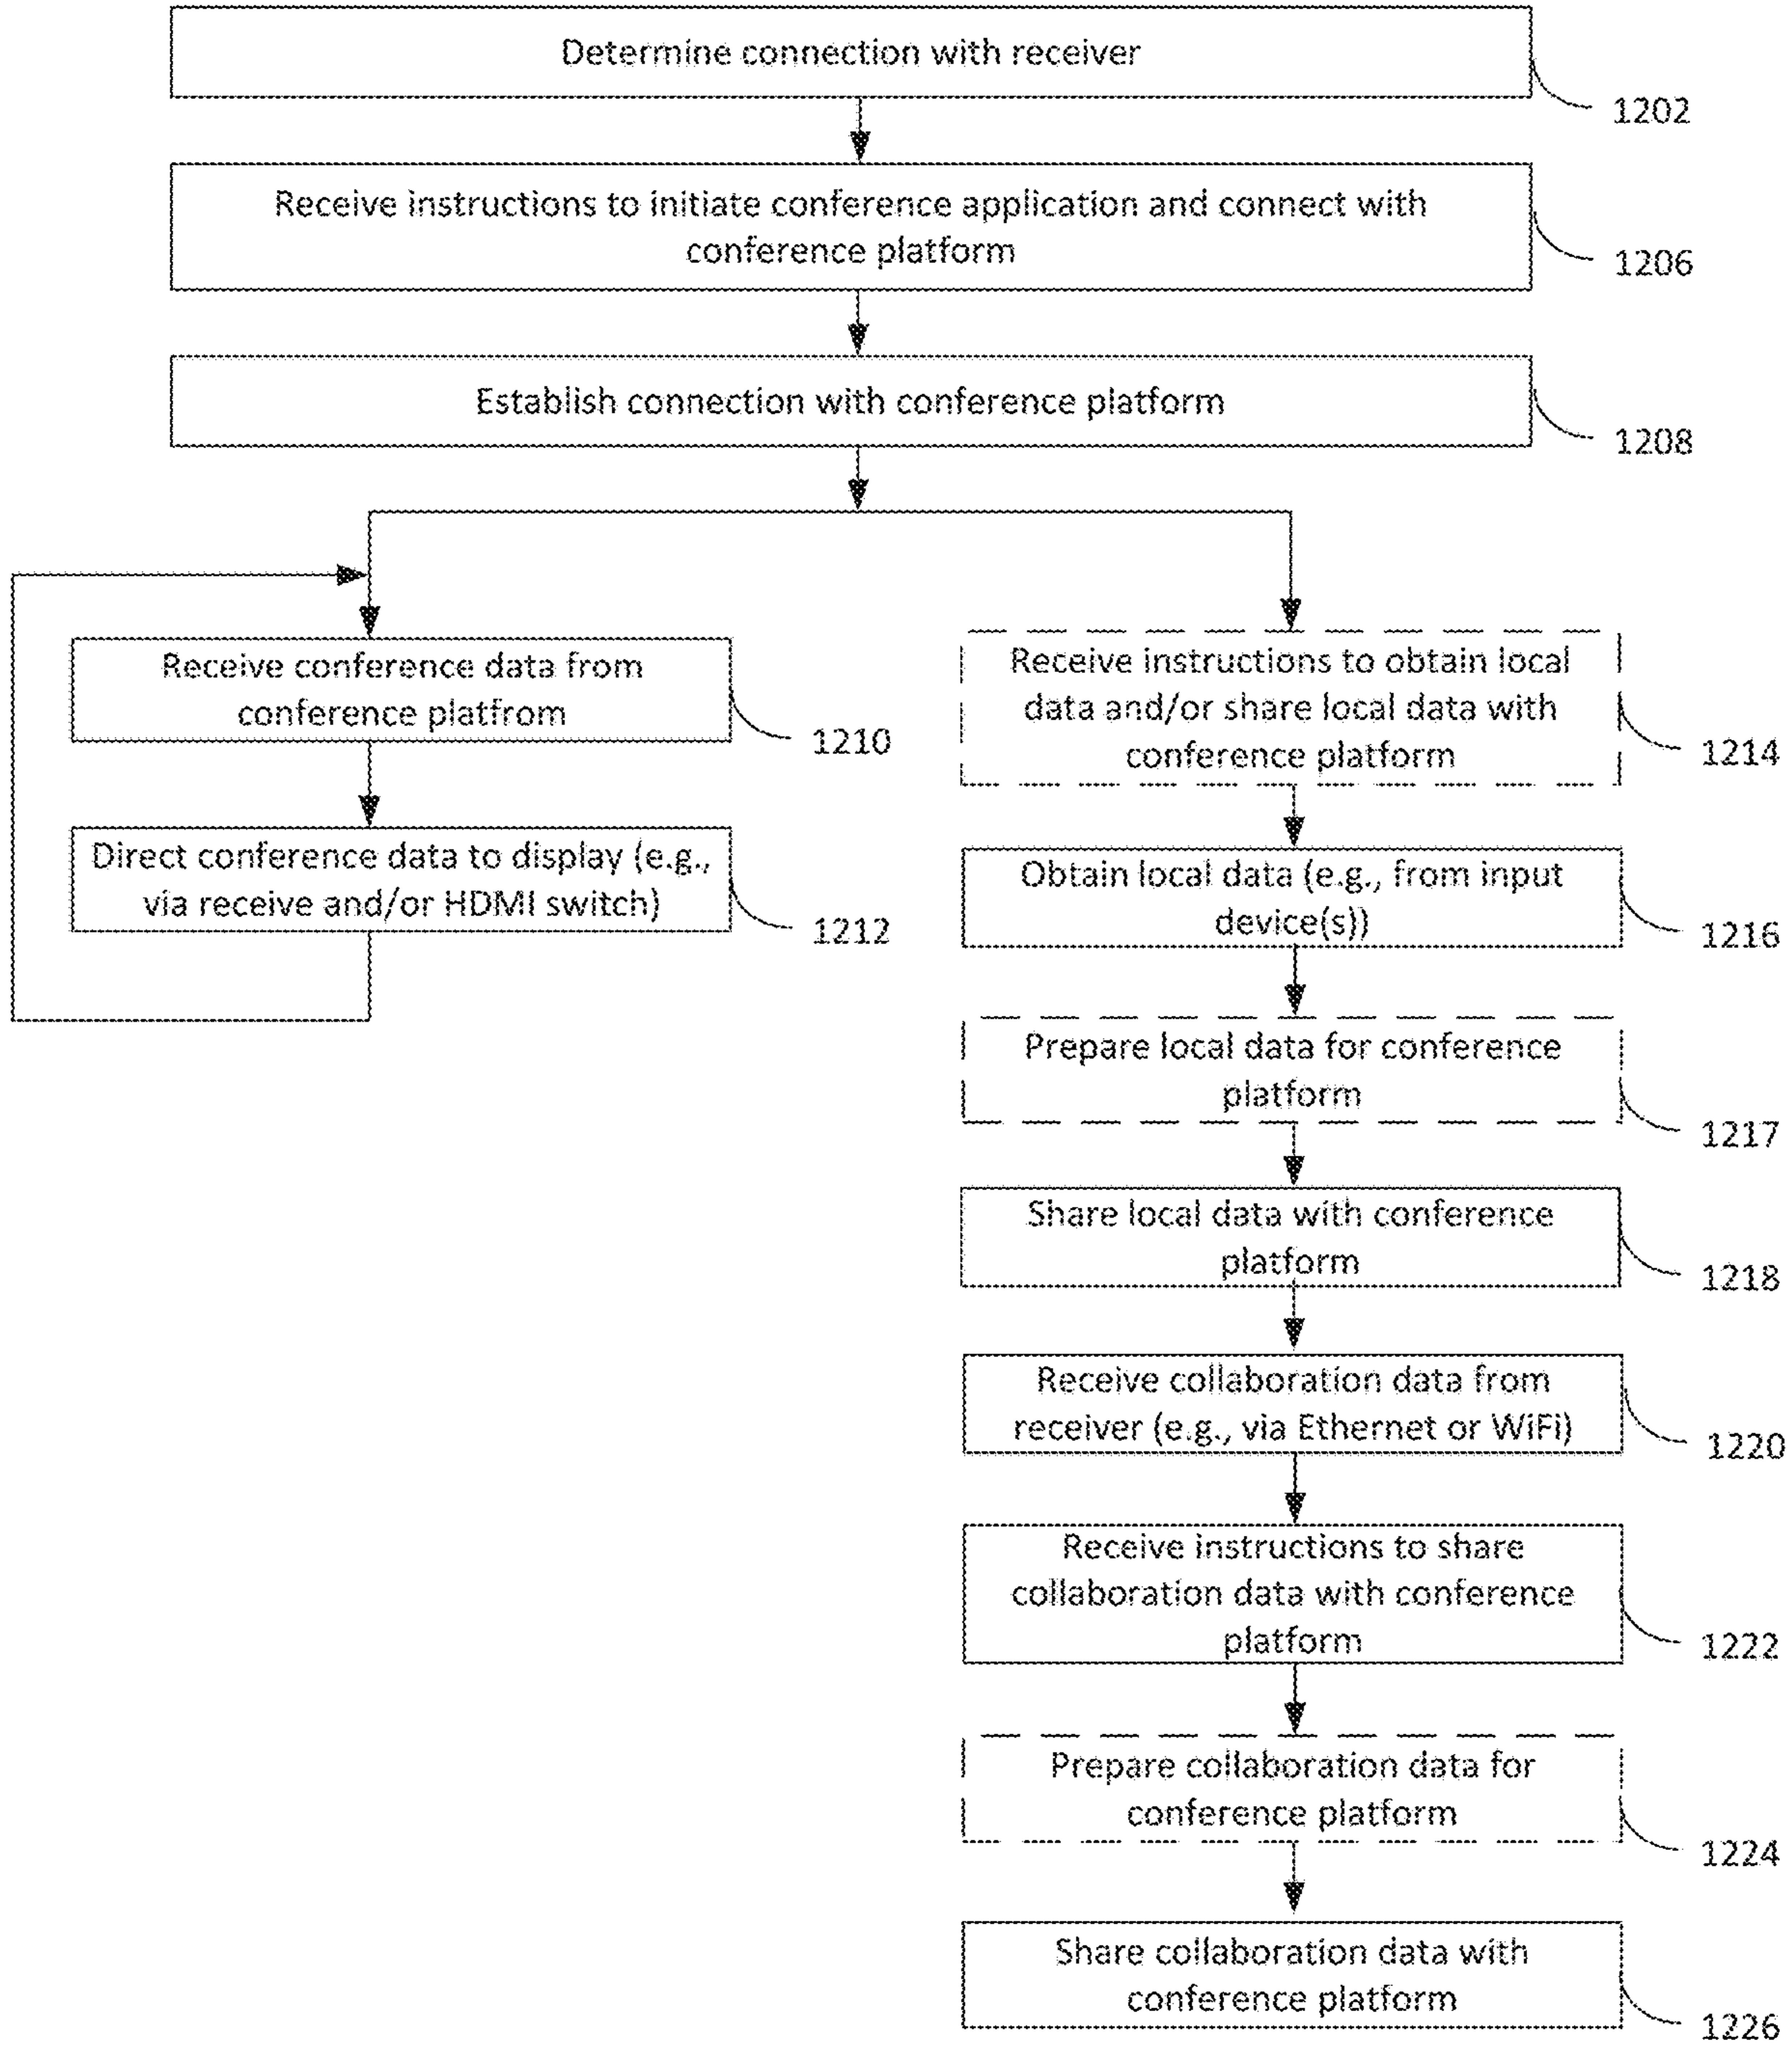 Determine connection with receiver
1202
Receive instructions to initiate conference application and connect with
conference platform
1206
Establish connection with conference platform
1208
Receive conference data from
conference platfrom
1210
Direct conference data to display (e.g.,
via receive and/or HDMI switch)
1212
Receive instructions to obtain local
data and/or share local data with
conference platform
1214
Obtain local data (e.g., from input
device(s))
1216
Prepare local data for conference
platform
1217
Share local data with conference
platform
1218
Receive collaboration data from
receiver (e.g., via Ethernet or WiFi)
1220
Receive instructions to share
collaboration data with conference
platform
1222
Prepare collaboration data for
conference platform
1224
Share collaboration data with
conference platform
1226